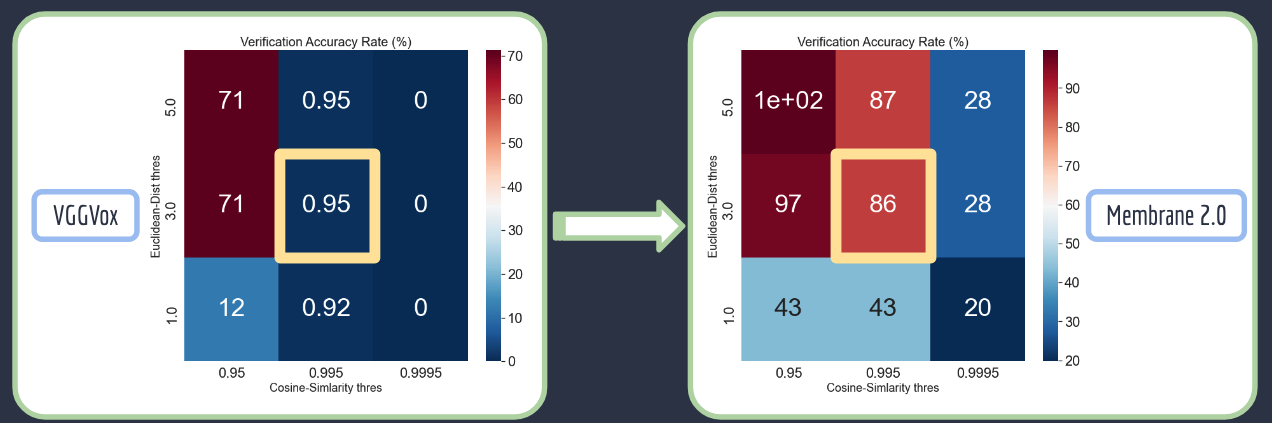 VGGVox
Verification Accuracy Rate (%)
Euclidean-Dist thres
5.0
3.0
1.0
71 0.95 0
71 0.95 0
12 0.92 0
0.95 0.995 0.9995
Cosine-Simlarity thres
70
60
50
40
30
20
10
0
Verification Accuracy Rate (%)
Euclidean-Dist thres
5.0
3.0
1.0
1e+02 87 28
97 86 28
43 43 20
0.95 0.995 0.9995
Cosine-Simlarity thres
90
80
70
60
50
40
30
20
Membrane 2.0